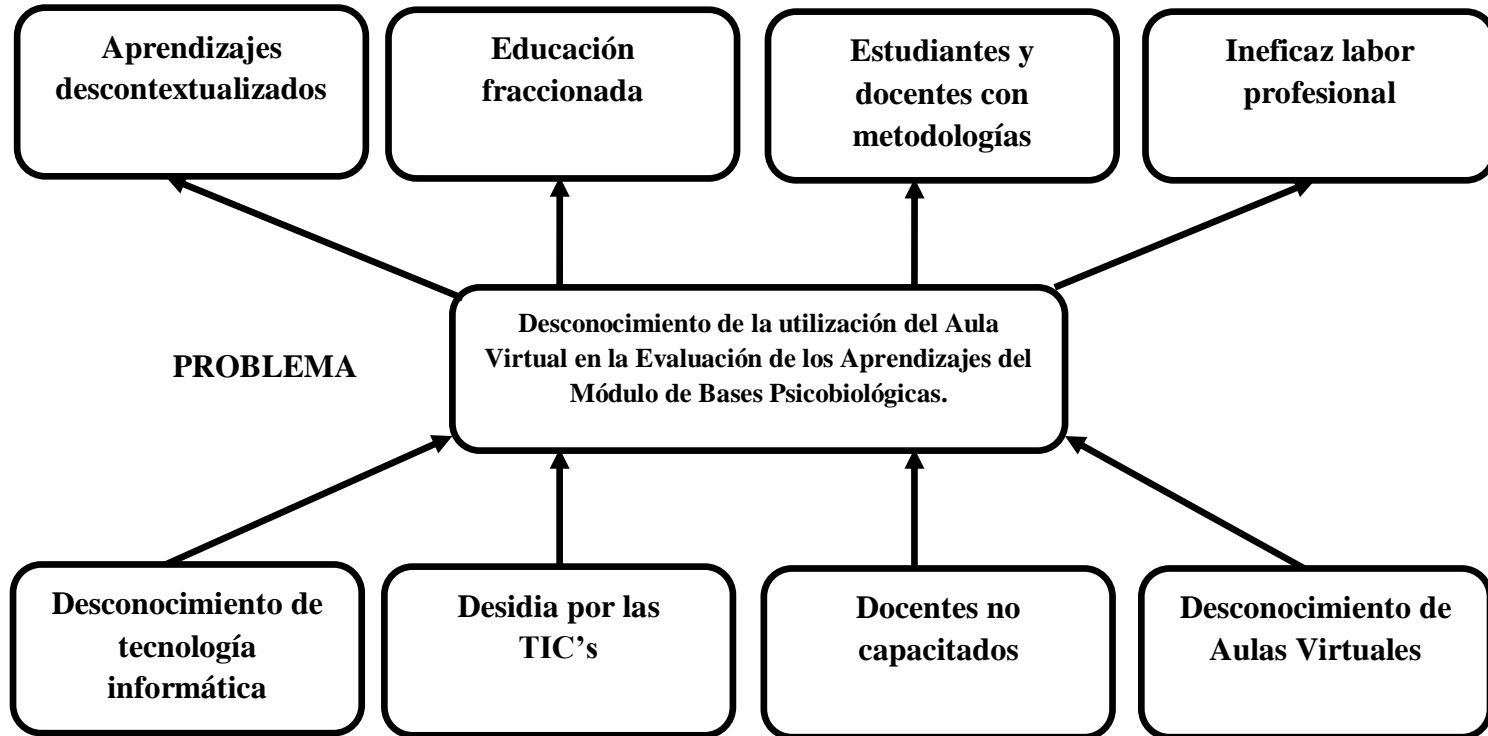 Aprendizajes
descontextualizados
Educación
fraccionada
Estudiantes y
docentes con
metodologías
Ineficaz labor
profesional
PROBLEMA
Desconocimiento de la utilización del Aula
Virtual en la Evaluación de los Aprendizajes del
Módulo de Bases Psicobiológicas.
Desconocimiento de
tecnología
informática
Desidia por las
TIC’s
Docentes no
capacitados
Desconocimiento de
Aulas Virtuales